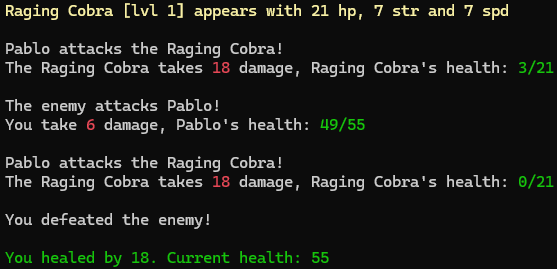 Raging Cobra [lvl 1] appears with 21 hp, 7 str and 7 spd
Pablo attacks the Raging Cobra!
The Raging Cobra takes 18 damage, Raging Cobra's health: 3/21
The enemy attacks Pablo!
You take 6 damage, Pablo's health: 49/55
Pablo attacks the Raging Cobra!
The Raging Cobra takes 18 damage, Raging Cobra's health: 0/21
You defeated the enemy!
You healed by 18. Current health: 55